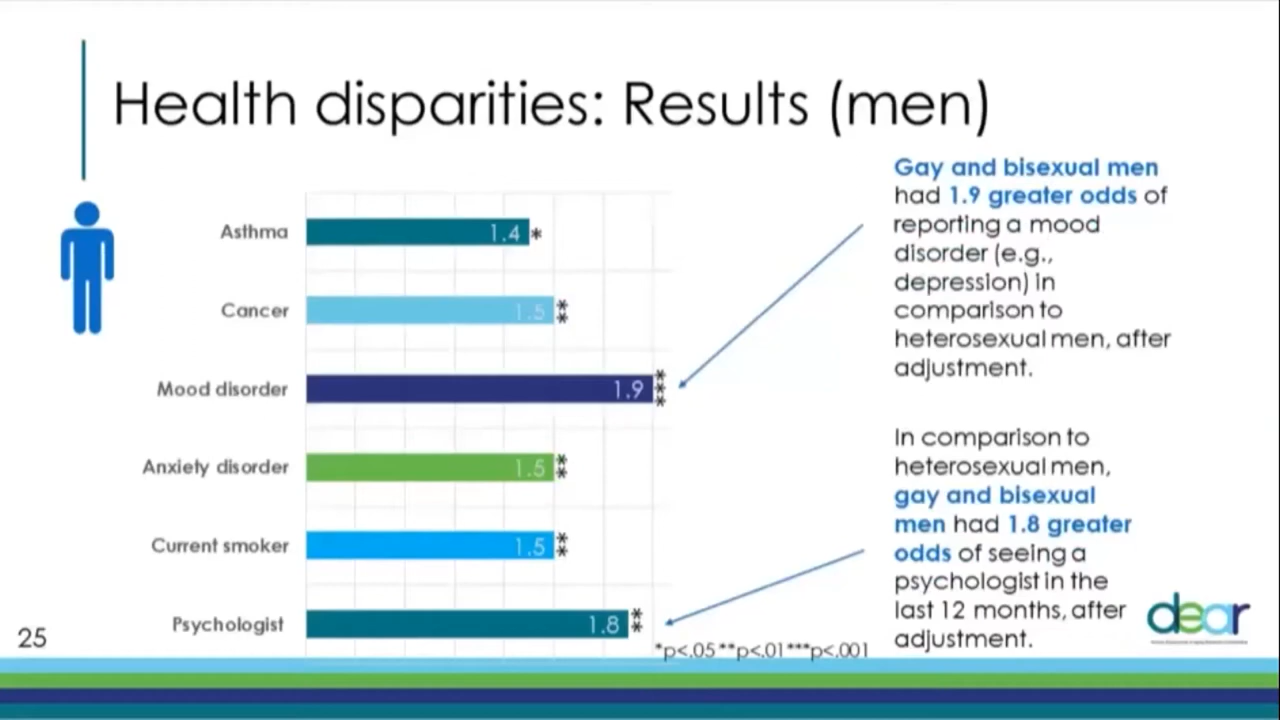 Health disparities: Results (men)
Asthma
1.4 *
Cancer
1.5 **
Mood disorder
1.9 ***
Anxiety disorder
1.5 **
Current smoker
1.5 **
Psychologist
1.8 **
*p<.05 **p<.01 ***p<.001
Gay and bisexual men
had 1.9 greater odds of
reporting a mood
disorder (e.g.,
depression) in
comparison to
heterosexual men, after
adjustment.
In comparison to
heterosexual men,
gay and bisexual
men had 1.8 greater
odds of seeing a
psychologist in the
last 12 months, after
adjustment.
dear
25